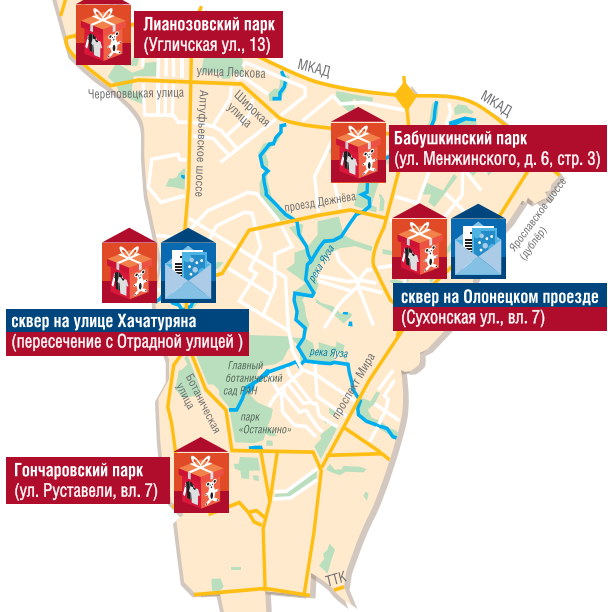 Лианозовский парк
(Угличская ул., 13)
МКАД
улица Лескова
Череповецкая улица
Широкая
улица
Алтуфьевское шоссе
МКАД
Бабушкинский парк
(ул. Менжинского, д. 6, стр. 3)
проезд Дежнёва
Ярославское шоссе
(дублёр)
река Яуза
сквер на Олонецком проезде
(Сухонская ул., вл. 7)
сквер на улице Хачатуряна
(пересечение с Отрадной улицей )
река Яуза
Главный
ботанический
сад РАН
проспект Мира
Ботаническая
улица
парк
«Останкино»
Гончаровский парк
(ул. Руставели, вл. 7)
ТТК